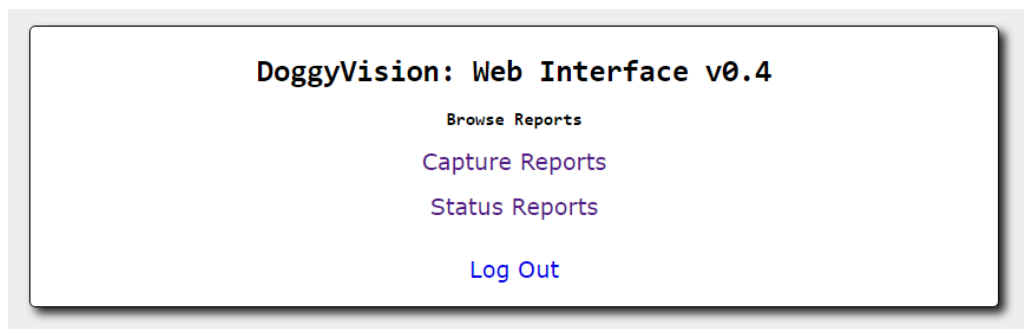 DoggyVision: Web Interface v0.4
Browse Reports
Capture Reports
Status Reports
Log Out